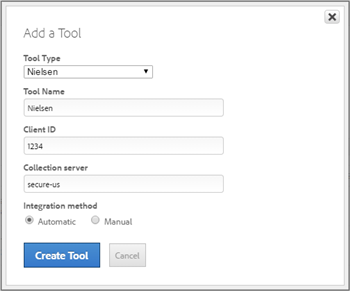 Add a Tool
Tool Type
Nielsen
Tool Name
Nielsen
Client ID
1234
Collection server
secure-us
Integration method
Automatic Manual
Create Tool Cancel